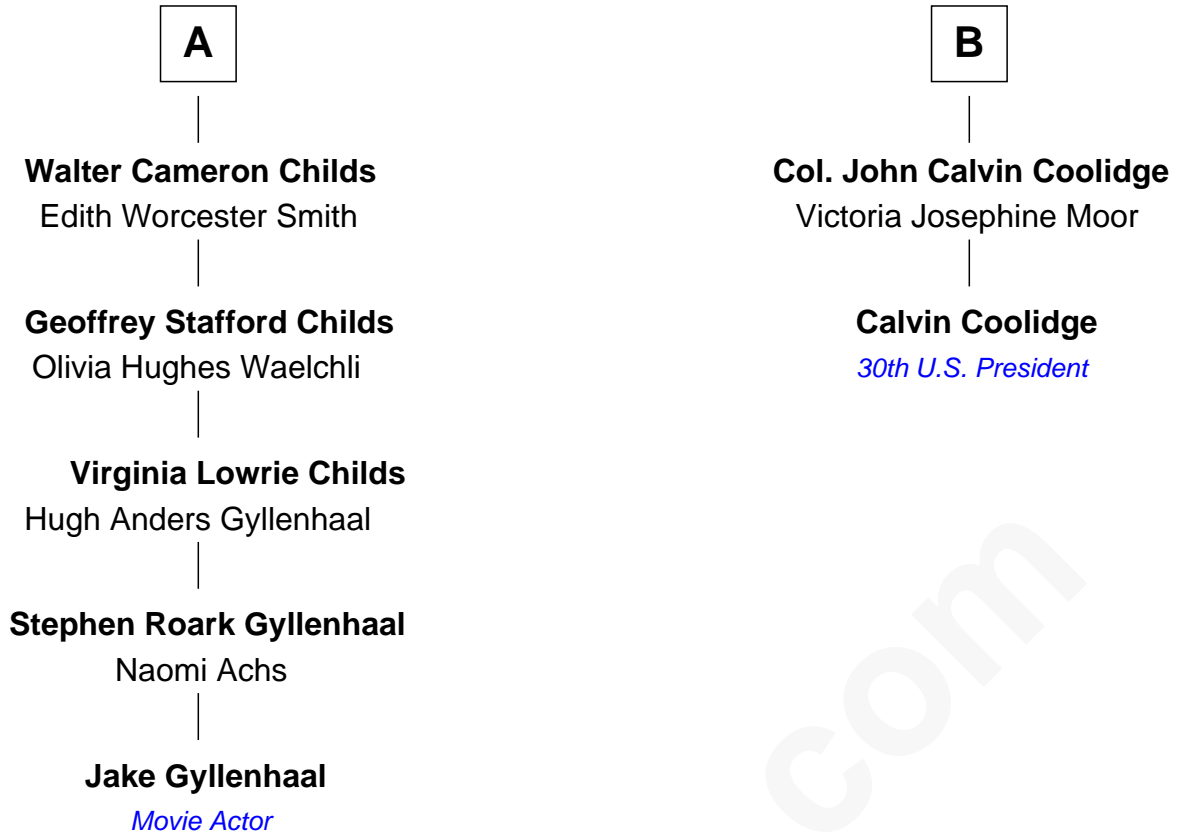 A
Walter Cameron Childs
Edith Worcester Smith
Geoffrey Stafford Childs
Olivia Hughes Waelchli
Virginia Lowrie Childs
Hugh Anders Gyllenhaal
Stephen Roark Gyllenhaal
Naomi Achs
Jake Gyllenhaal
Movie Actor
B
Col. John Calvin Coolidge
Victoria Josephine Moor
Calvin Coolidge
30th U.S. President
com